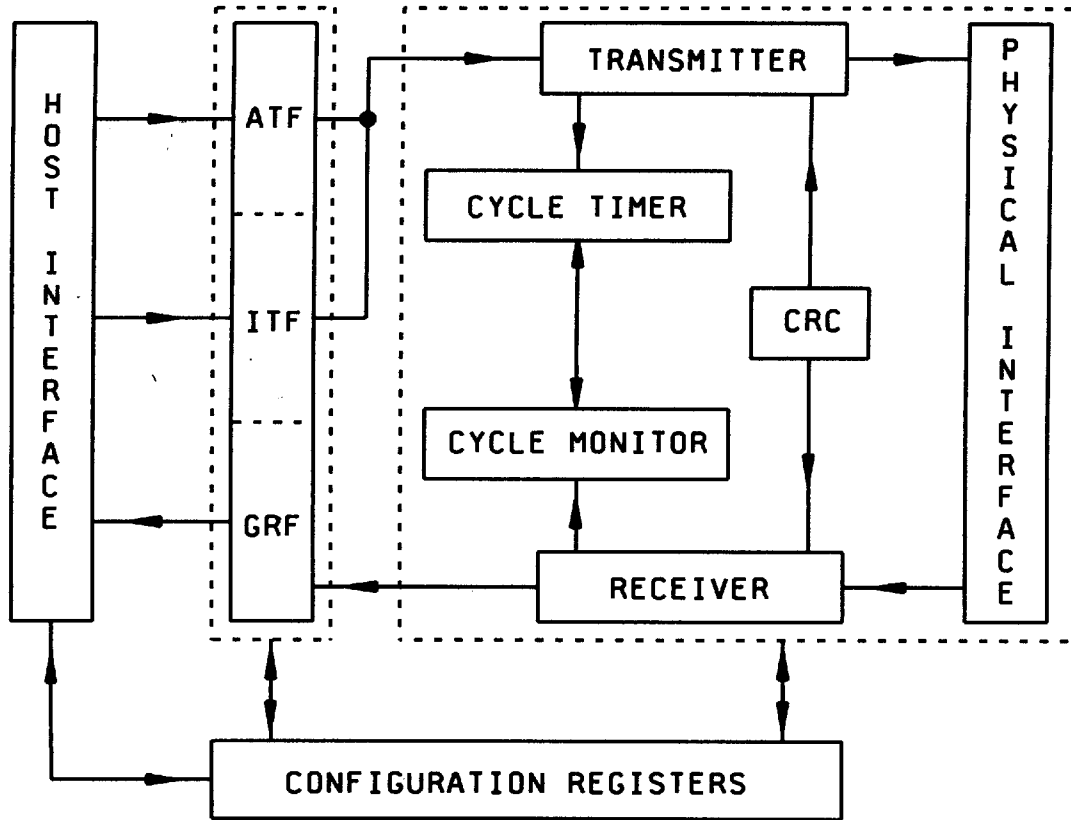 HOST INTERFACE
ATF
ITF
GRF
TRANSMITTER
CYCLE TIMER
CRC
CYCLE MONITOR
RECEIVER
PHYSICAL INTERFACE
CONFIGURATION REGISTERS